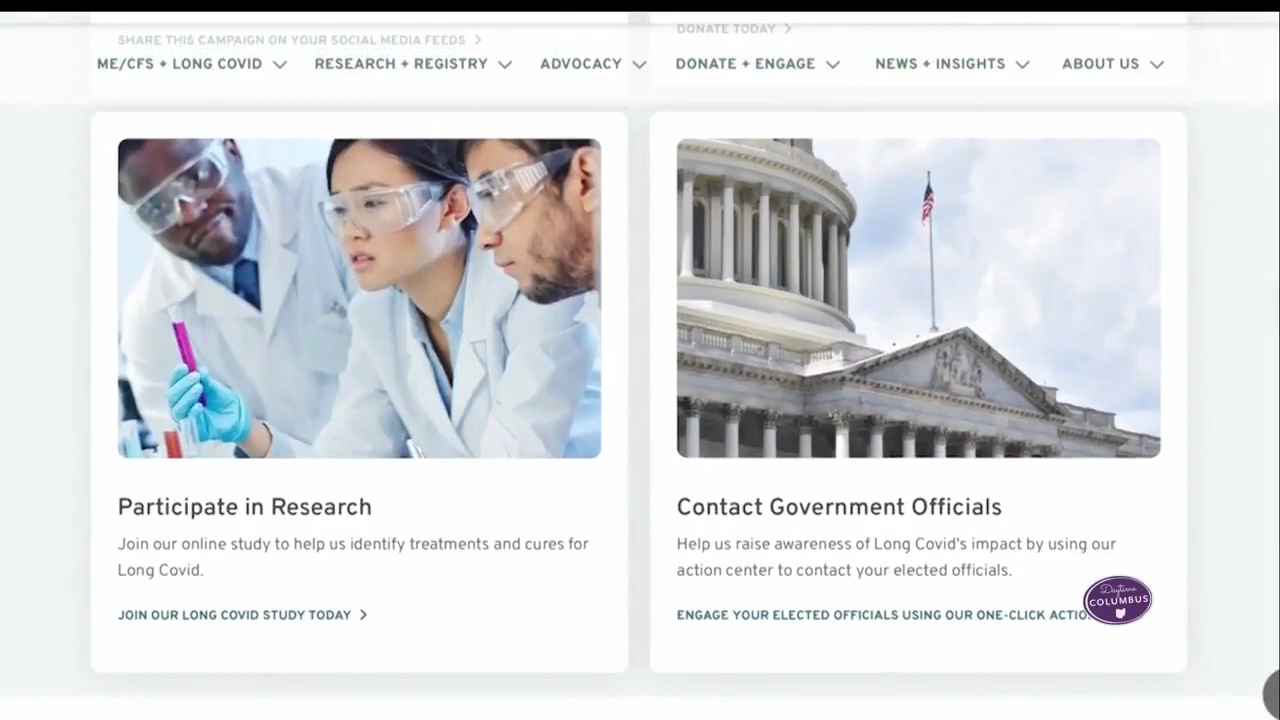 SHARE THIS CAMPAIGN ON YOUR SOCIAL MEDIA FEEDS
DONATE TODAY
ME/CFS + LONG COVID RESEARCH + REGISTRY ADVOCACY DONATE + ENGAGE NEWS + INSIGHTS ABOUT US
Participate in Research
Join our online study to help us identify treatments and cures for
Long Covid.
JOIN OUR LONG COVID STUDY TODAY
Contact Government Officials
Help us raise awareness of Long Covid's impact by using our
action center to contact your elected officials.
ENGAGE YOUR ELECTED OFFICIALS USING OUR ONE-CLICK
Daytime
COLUMBUS